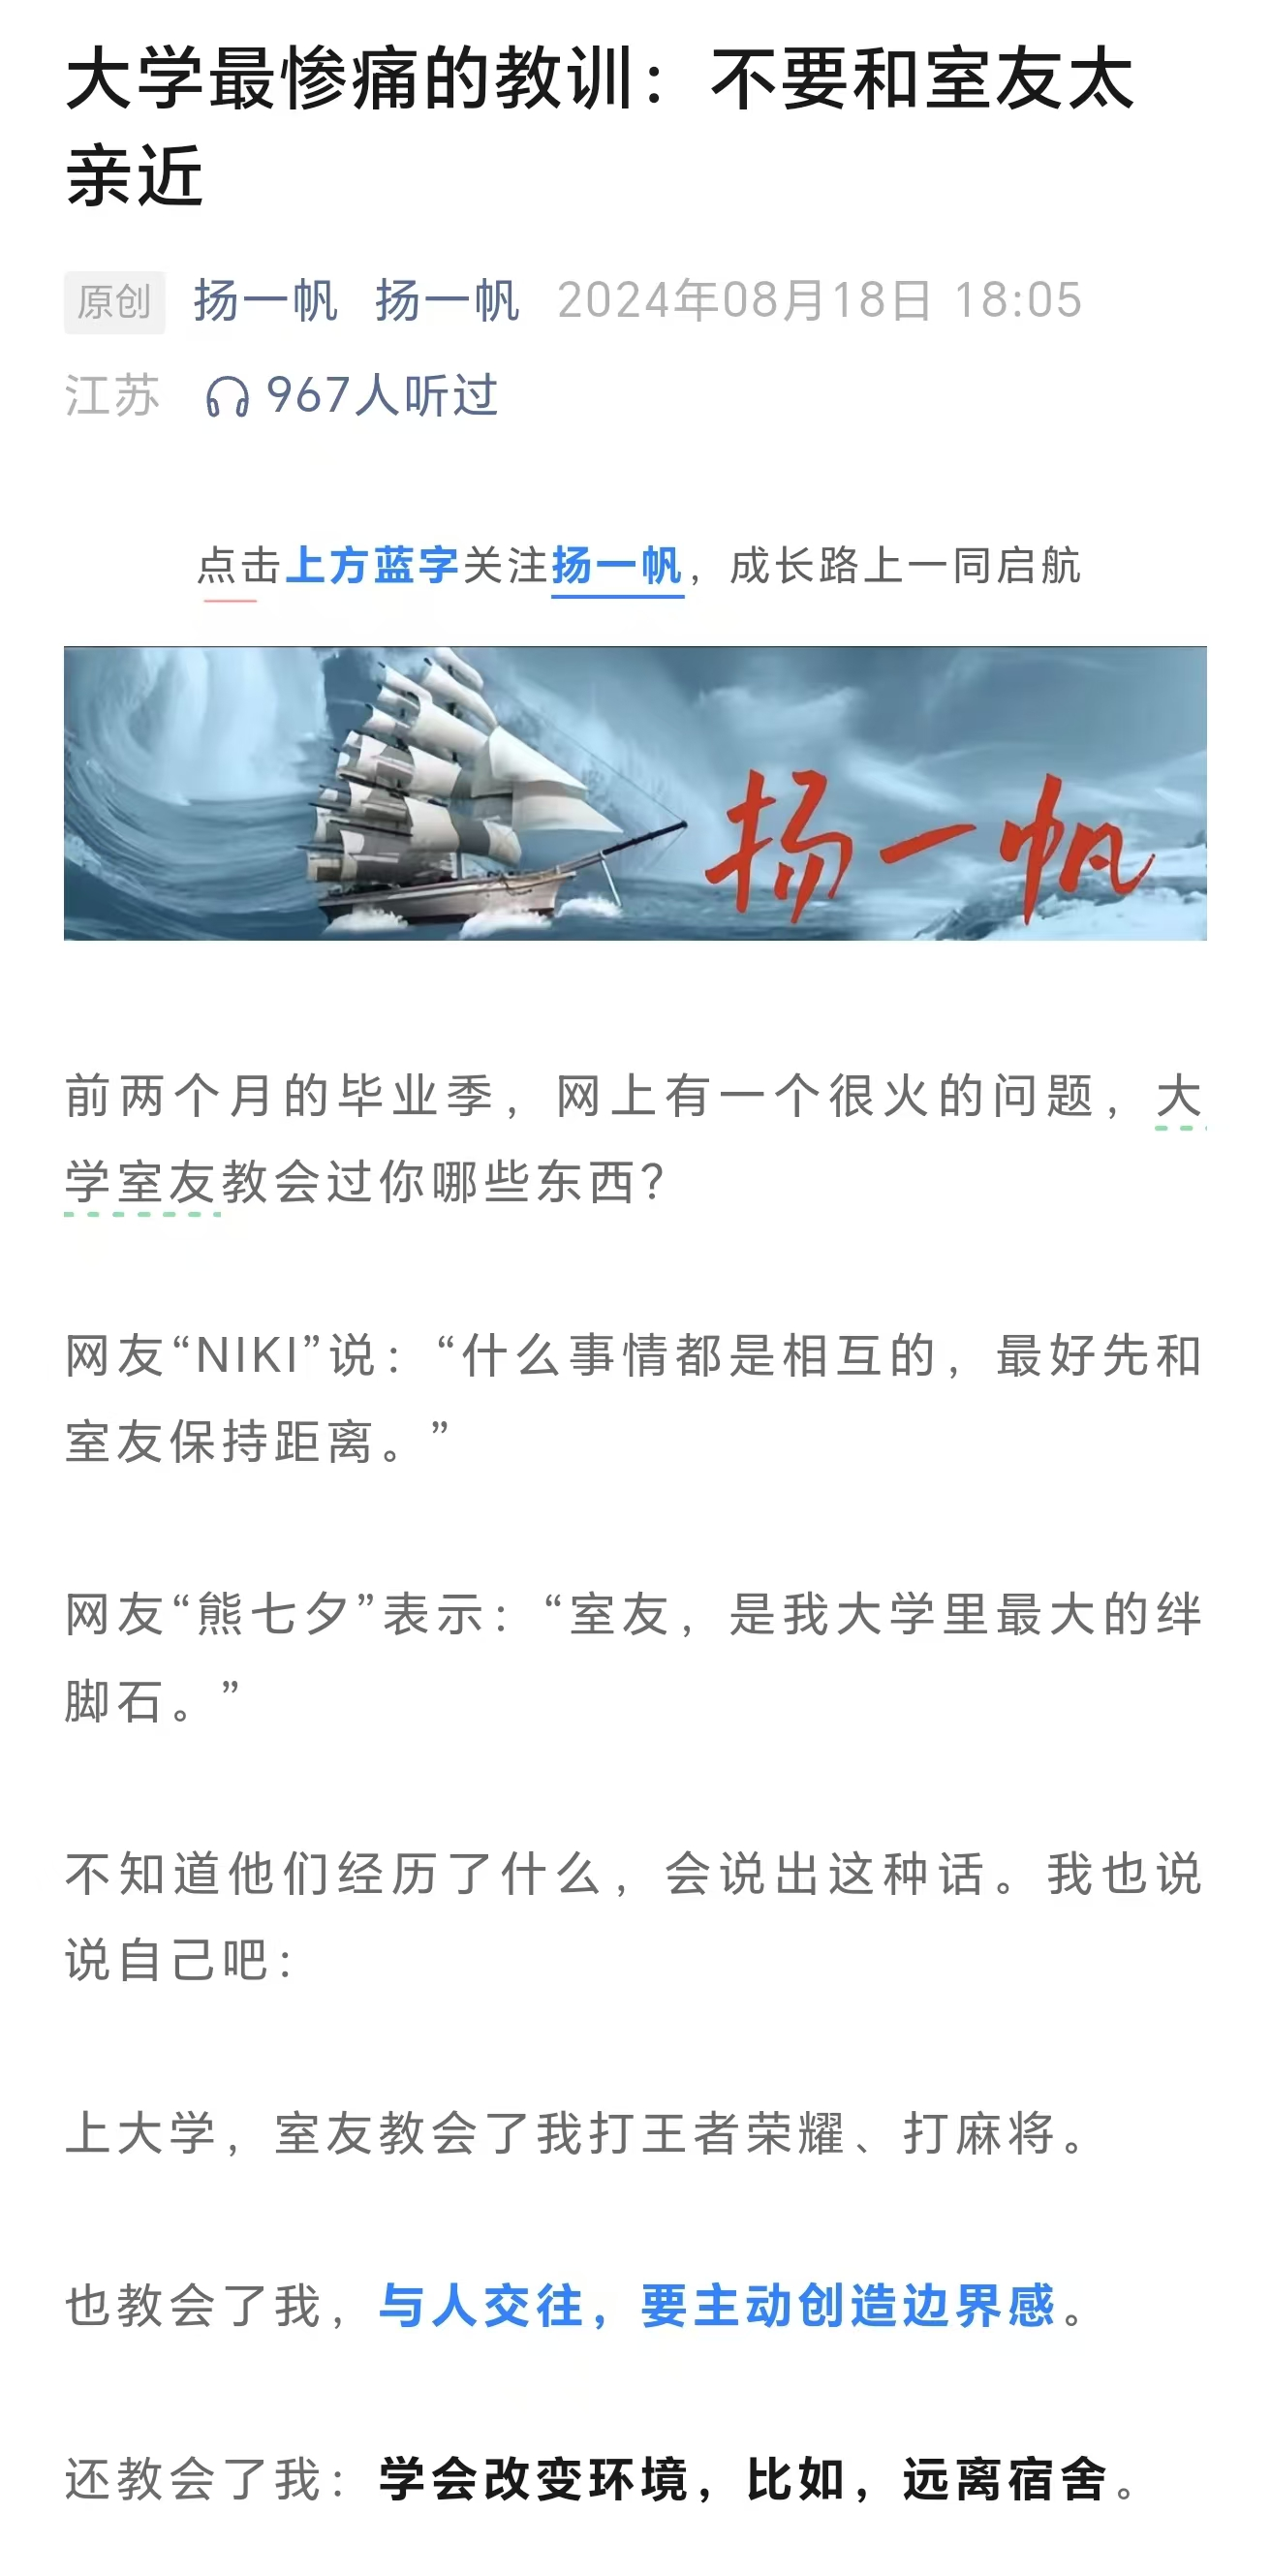 大学最惨痛的教训：不要和室友太
亲近
原创 扬一帆 扬一帆 2024年08月18日 18:05
江苏 967人听过
点击上方蓝字关注扬一帆，成长路上一同启航
扬一帆
前两个月的毕业季，网上有一个很火的问题，大
学室友教会过你哪些东西？
网友“NIKI”说：“什么事情都是相互的，最好先和
室友保持距离。”
网友“熊七夕”表示：“室友，是我大学里最大的绊
脚石。”
不知道他们经历了什么，会说出这种话。我也说
说自己吧：
上大学，室友教会了我打王者荣耀、打麻将。
也教会了我，与人交往，要主动创造边界感。
还教会了我：学会改变环境，比如，远离宿舍。